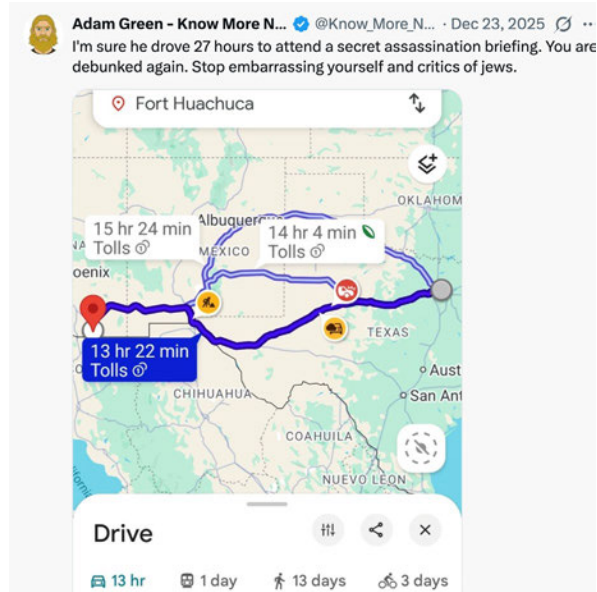 Adam Green - Know More N... @Know_More_N... · Dec 23, 2025
I'm sure he drove 27 hours to attend a secret assassination briefing. You are
debunked again. Stop embarrassing yourself and critics of jews.
Fort Huachuca
OKLAHOM
Albuquerque
15 hr 24 min
Tolls
14 hr 4 min
Tolls
MEXICO
NA
oenix
TEXAS
13 hr 22 min
Tolls
Aust
CHIHUAHUA
San Ant
COAHUILA
NUEVO LEON
Drive
13 hr
1 day
13 days
3 days